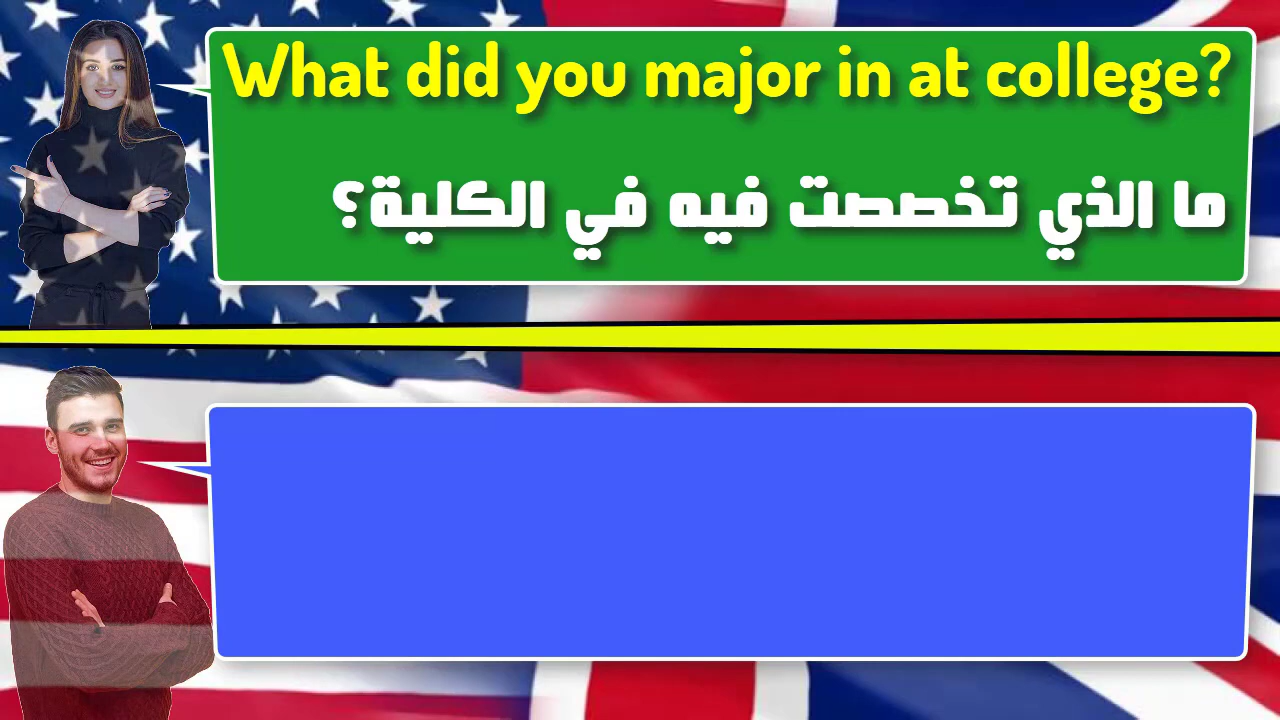 What did you major in at college?
ما الذي تخصصت فيه في الكلية؟